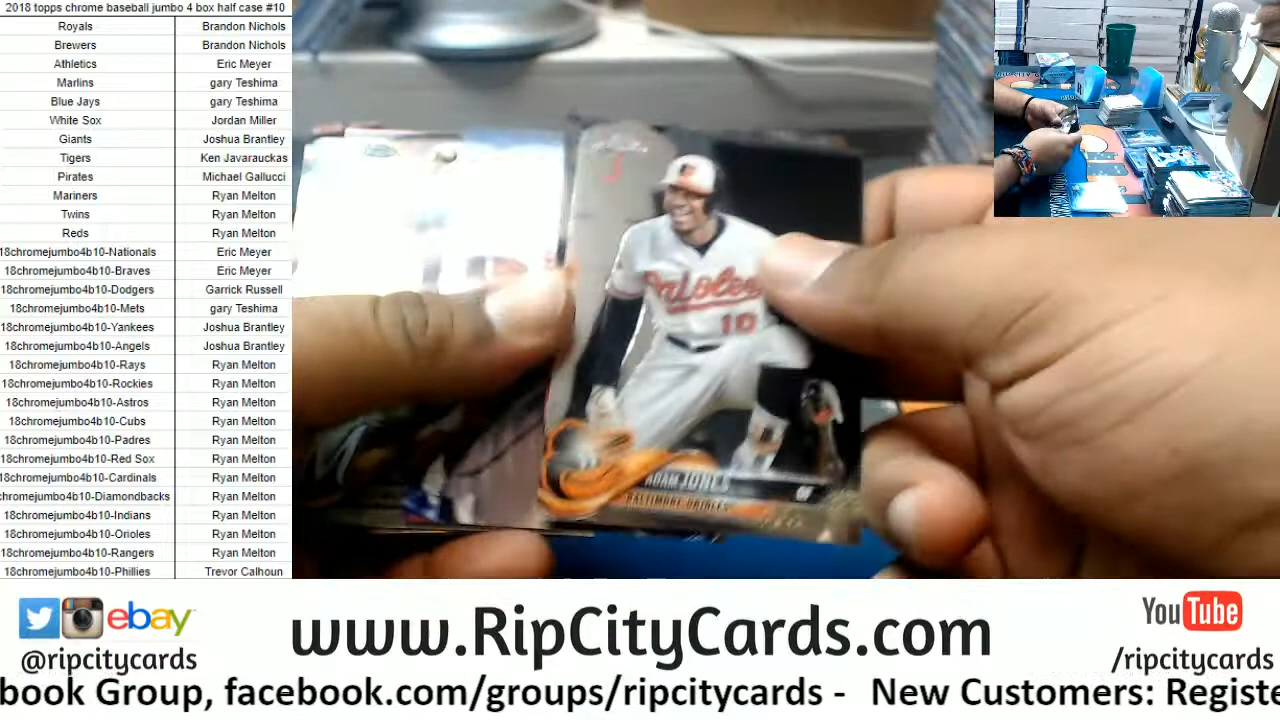 2018 topps chrome baseball jumbo 4 box half case #10
Royals Brandon Nichols
Brewers Brandon Nichols
Athletics Eric Meyer
Marlins gary Teshima
Blue Jays gary Teshima
White Sox Jordan Miller
Giants Joshua Brantley
Tigers Ken Javarauckas
Pirates Michael Gallucci
Mariners Ryan Melton
Twins Ryan Melton
Reds Ryan Melton
18chromejumbo4b10-Nationals Eric Meyer
18chromejumbo4b10-Braves Eric Meyer
18chromejumbo4b10-Dodgers Garrick Russell
18chromejumbo4b10-Mets gary Teshima
18chromejumbo4b10-Yankees Joshua Brantley
18chromejumbo4b10-Angels Joshua Brantley
18chromejumbo4b10-Rays Ryan Melton
18chromejumbo4b10-Rockies Ryan Melton
18chromejumbo4b10-Astros Ryan Melton
18chromejumbo4b10-Cubs Ryan Melton
18chromejumbo4b10-Padres Ryan Melton
18chromejumbo4b10-Red Sox Ryan Melton
18chromejumbo4b10-Cardinals Ryan Melton
chromejumbo4b10-Diamondbacks Ryan Melton
18chromejumbo4b10-Indians Ryan Melton
18chromejumbo4b10-Orioles Ryan Melton
18chromejumbo4b10-Rangers Ryan Melton
18chromejumbo4b10-Phillies Trevor Calhoun
Orioles
10
ADAM JONES
BALTIMORE ORIOLES
ebay
@ripcitycards
www.RipCityCards.com
YouTube
/ripcitycards
book Group, facebook.com/groups/ripcitycards - New Customers: Registe